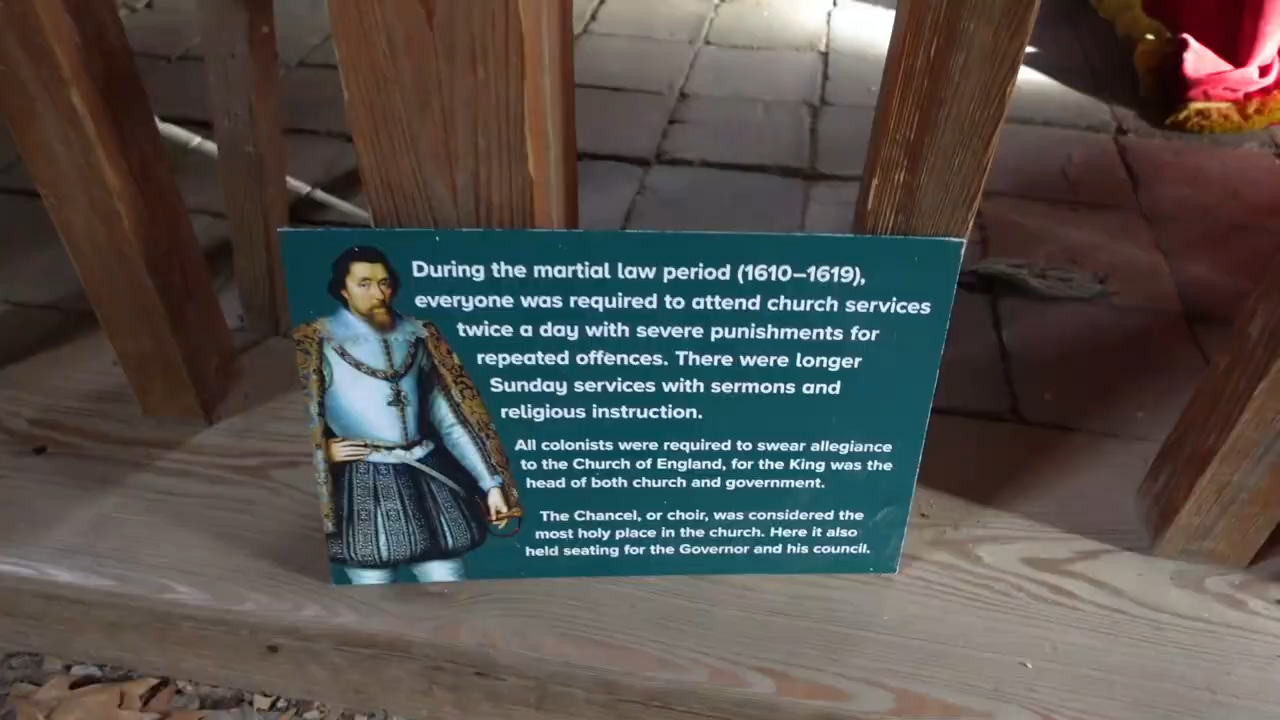 During the martial law period (1610–1619),
everyone was required to attend church services
twice a day with severe punishments for
repeated offences. There were longer
Sunday services with sermons and
religious instruction.
All colonists were required to swear allegiance
to the Church of England, for the King was the
head of both church and government.
The Chancel, or choir, was considered the
most holy place in the church. Here it also
held seating for the Governor and his council.